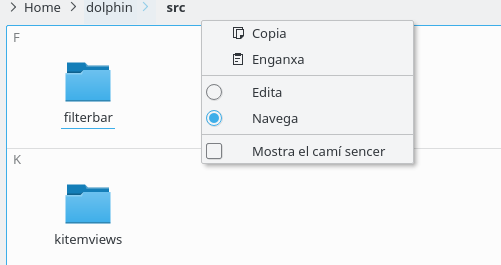 Home dolphin src
F
filterbar
K
kitemviews
Copia
Enganxa
Edita
Navega
Mostra el camí sencer